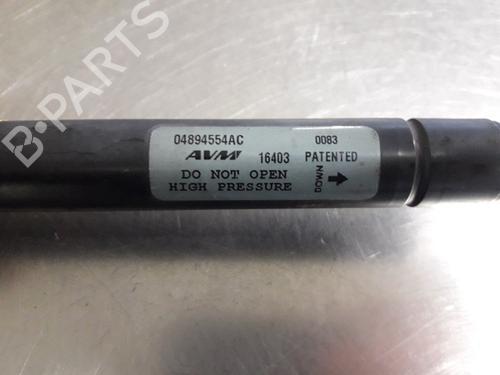 B-PARTS
04894554AC 0083
AVM 16403 PATENTED
DO NOT OPEN
HIGH PRESSURE
DOWN